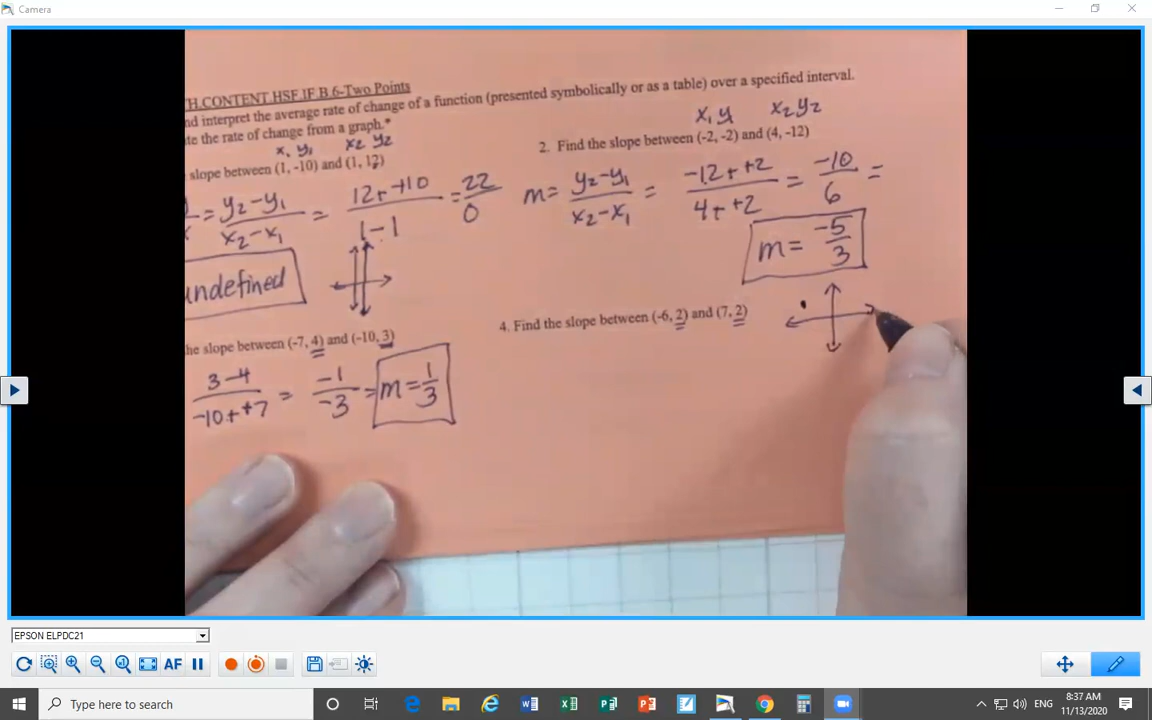 Camera
H.CONTENT.HSF.IF.B.6-Two Points
nd interpret the average rate of change of a function (presented symbolically or as a table) over a specified interval.
te the rate of change from a graph.*
x₁ y₁ x₂ y₂
slope between (1, -10) and (1, 12)
= y₂-y₁ / x₂-x₁ = 12+ +10 / 1-1 = 22/0
undefined
x₁ y₁ x₂ y₂
2. Find the slope between (-2, -2) and (4, -12)
m = y₂-y₁ / x₂-x₁ = -12+ +2 / 4+ +2 = -10/6 =
m = -5/3
he slope between (-7, 4) and (-10, 3)
3-4 / -10+ +7 = -1/-3 = m = 1/3
4. Find the slope between (-6, 2) and (7, 2)
EPSON ELPDC21
AF
Type here to search
ENG
8:37 AM
11/13/2020